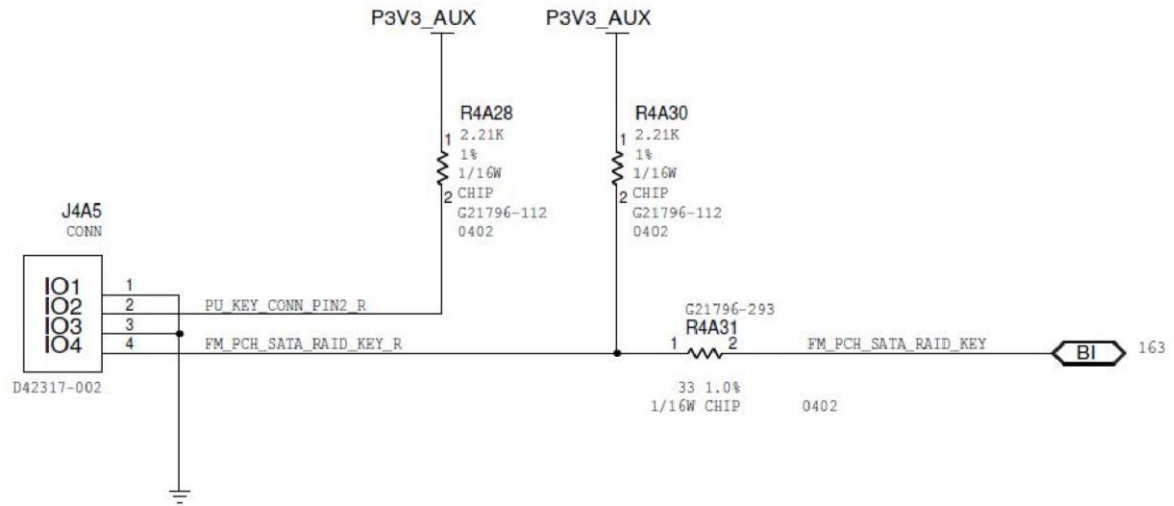 P3V3_AUX
P3V3_AUX
R4A28
1
2.21K
1%
1/16W
2
CHIP
G21796-112
0402
R4A30
1
2.21K
1%
1/16W
2
CHIP
G21796-112
0402
J4A5
CONN
IO1
IO2
IO3
IO4
1
2
3
4
PU_KEY_CONN_PIN2_R
FM_PCH_SATA_RAID_KEY_R
D42317-002
G21796-293
R4A31
1
2
FM_PCH_SATA_RAID_KEY
BI
163
33 1.0%
1/16W CHIP 0402